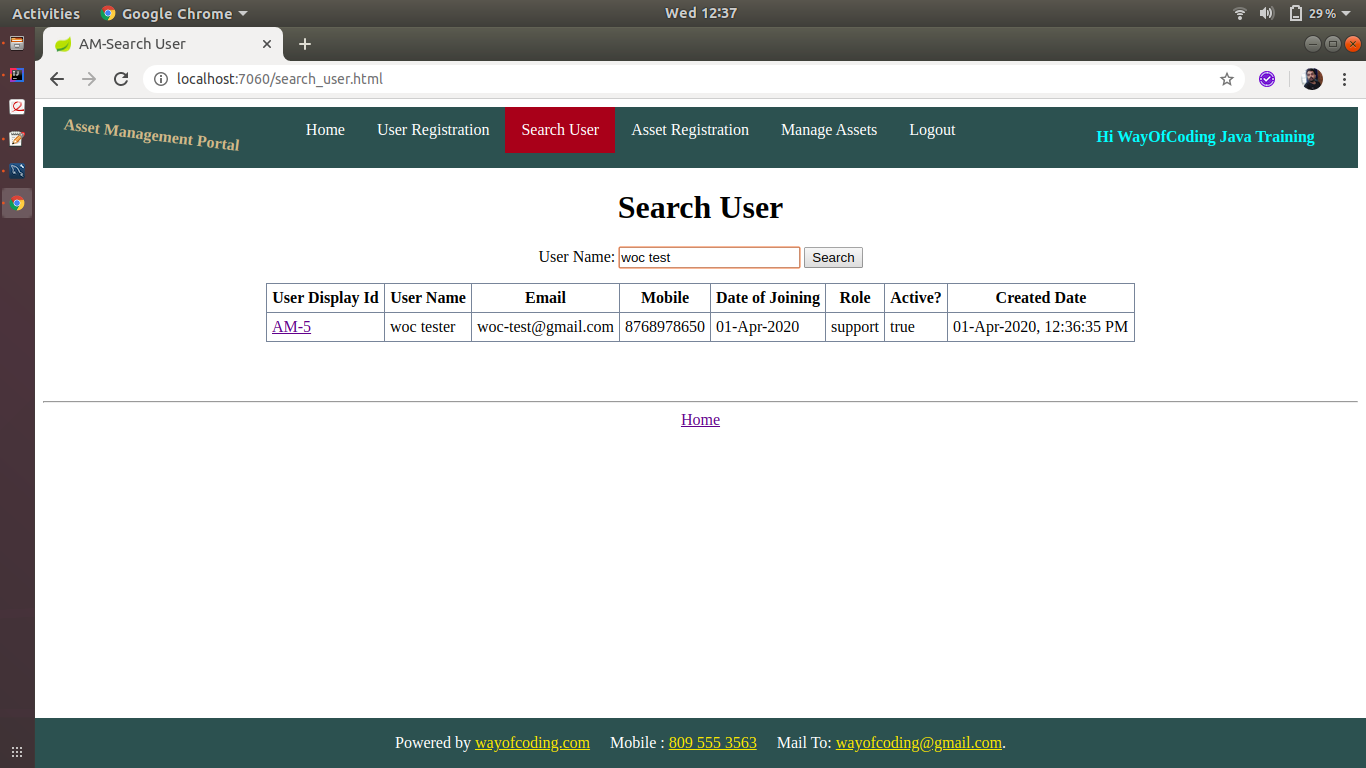 Activities Google Chrome Wed 12:37 29%
AM-Search User
localhost:7060/search_user.html
Asset Management Portal Home User Registration Search User Asset Registration Manage Assets Logout Hi WayOfCoding Java Training
Search User
User Name: woc test Search
User Display Id User Name Email Mobile Date of Joining Role Active? Created Date
AM-5 woc tester woc-test@gmail.com 8768978650 01-Apr-2020 support true 01-Apr-2020, 12:36:35 PM
Home
Powered by wayofcoding.com Mobile : 809 555 3563 Mail To: wayofcoding@gmail.com.